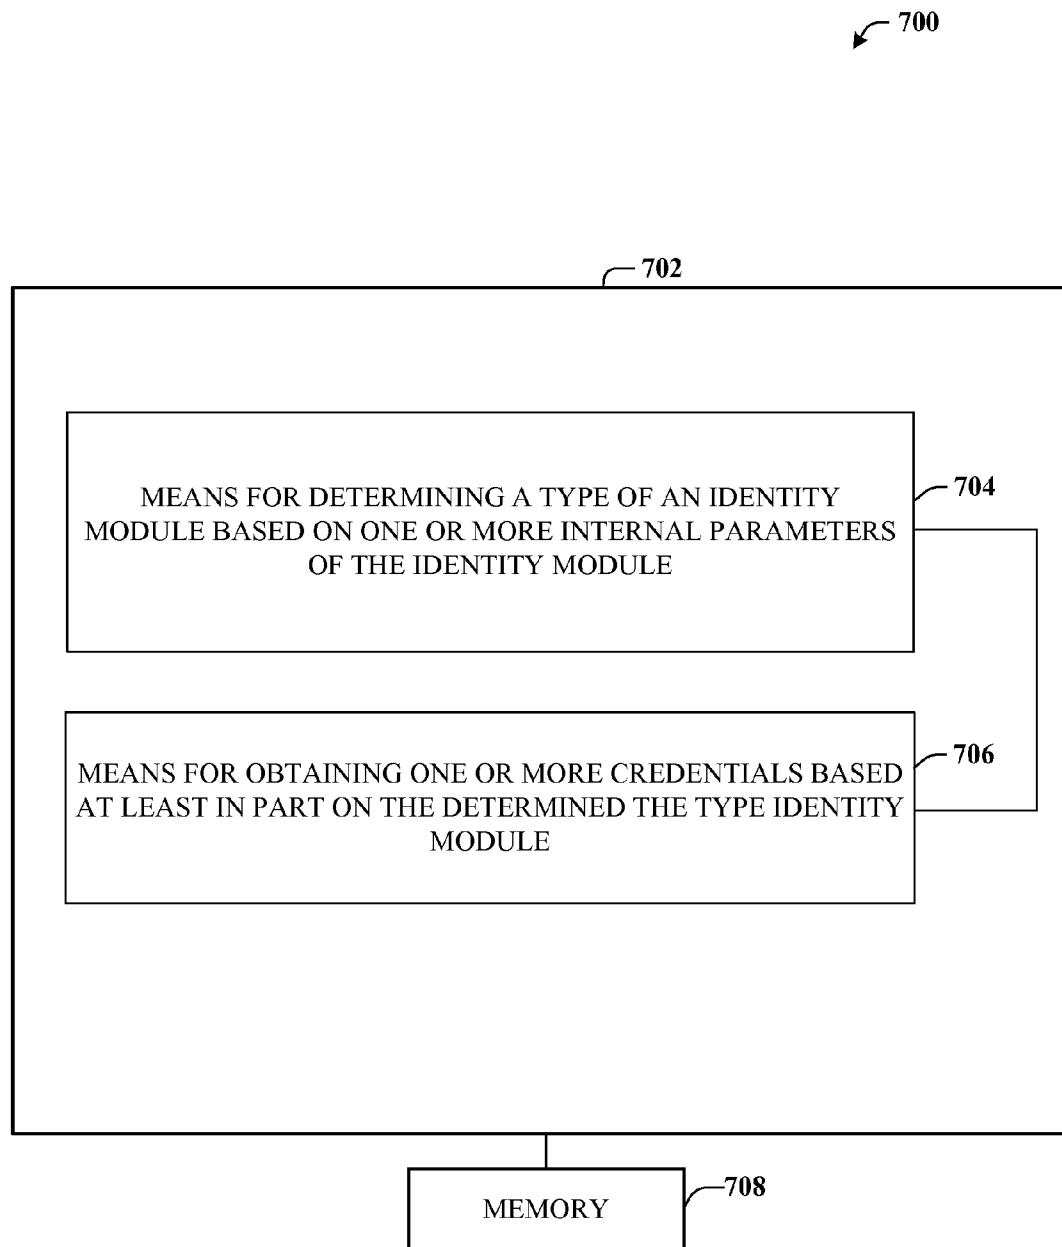 700
702
MEANS FOR DETERMINING A TYPE OF AN IDENTITY
MODULE BASED ON ONE OR MORE INTERNAL PARAMETERS
OF THE IDENTITY MODULE
704
MEANS FOR OBTAINING ONE OR MORE CREDENTIALS BASED
AT LEAST IN PART ON THE DETERMINED THE TYPE IDENTITY
MODULE
706
MEMORY
708